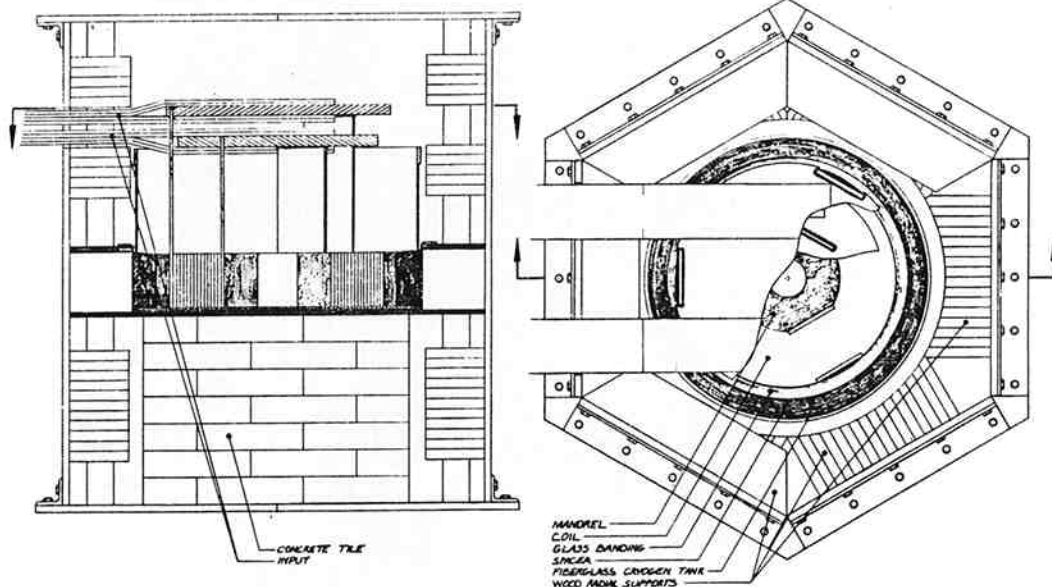 CONCRETE TILE
INPUT
MANDREL
COIL
GLASS BANDING
SPACER
FIBERGLASS CRYOGEN TANK
WOOD RADIAL SUPPORTS